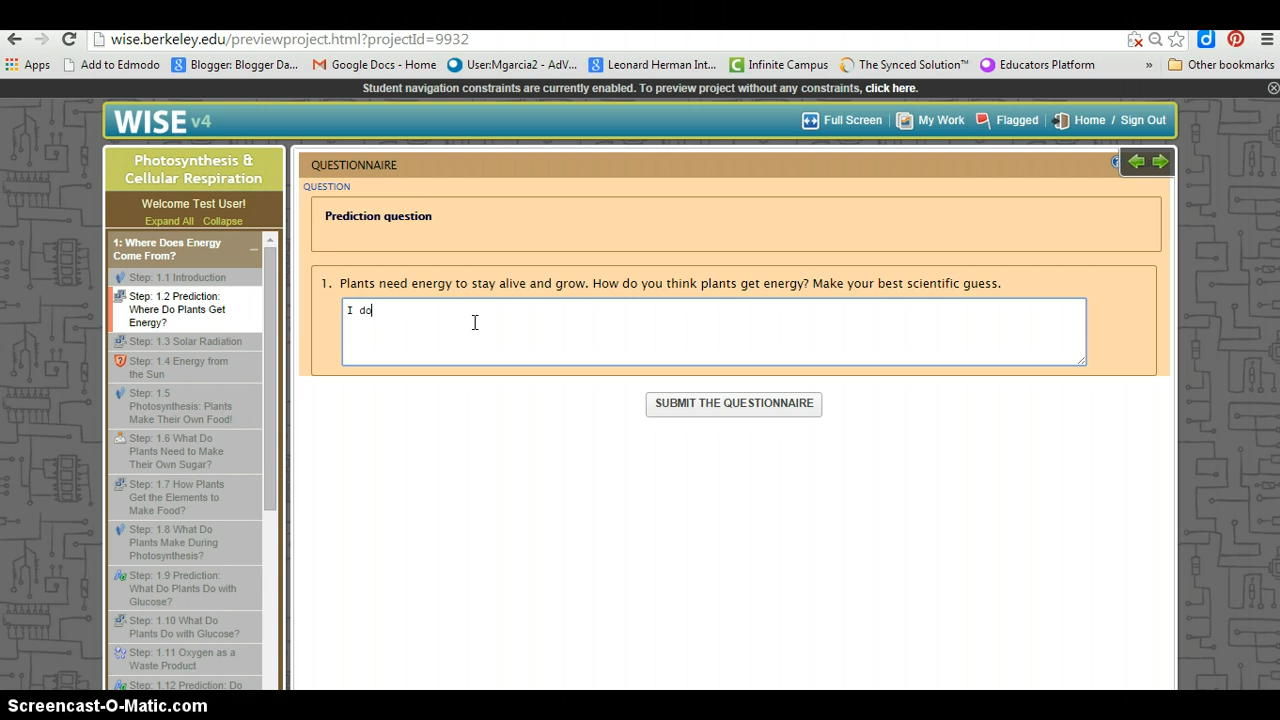 wise.berkeley.edu/previewproject.html?projectId=9932
Apps Add to Edmodo Blogger: Blogger Da... Google Docs - Home User:Mgarcia2 - AdV... Leonard Herman Int... Infinite Campus The Synced Solution™ Educators Platform » Other bookmarks
Student navigation constraints are currently enabled. To preview project without any constraints, click here.
WISE v4 Full Screen My Work Flagged Home / Sign Out
Photosynthesis &
Cellular Respiration
Welcome Test User!
Expand All Collapse
1: Where Does Energy
Come From?
Step: 1.1 Introduction
Step: 1.2 Prediction:
Where Do Plants Get
Energy?
Step: 1.3 Solar Radiation
Step: 1.4 Energy from
the Sun
Step: 1.5
Photosynthesis: Plants
Make Their Own Food!
Step: 1.6 What Do
Plants Need to Make
Their Own Sugar?
Step: 1.7 How Plants
Get the Elements to
Make Food?
Step: 1.8 What Do
Plants Make During
Photosynthesis?
Step: 1.9 Prediction:
What Do Plants Do with
Glucose?
Step: 1.10 What Do
Plants Do with Glucose?
Step: 1.11 Oxygen as a
Waste Product
Step: 1.12 Prediction: Do
QUESTIONNAIRE
QUESTION
Prediction question
1. Plants need energy to stay alive and grow. How do you think plants get energy? Make your best scientific guess.
I do
SUBMIT THE QUESTIONNAIRE
Screencast-O-Matic.com